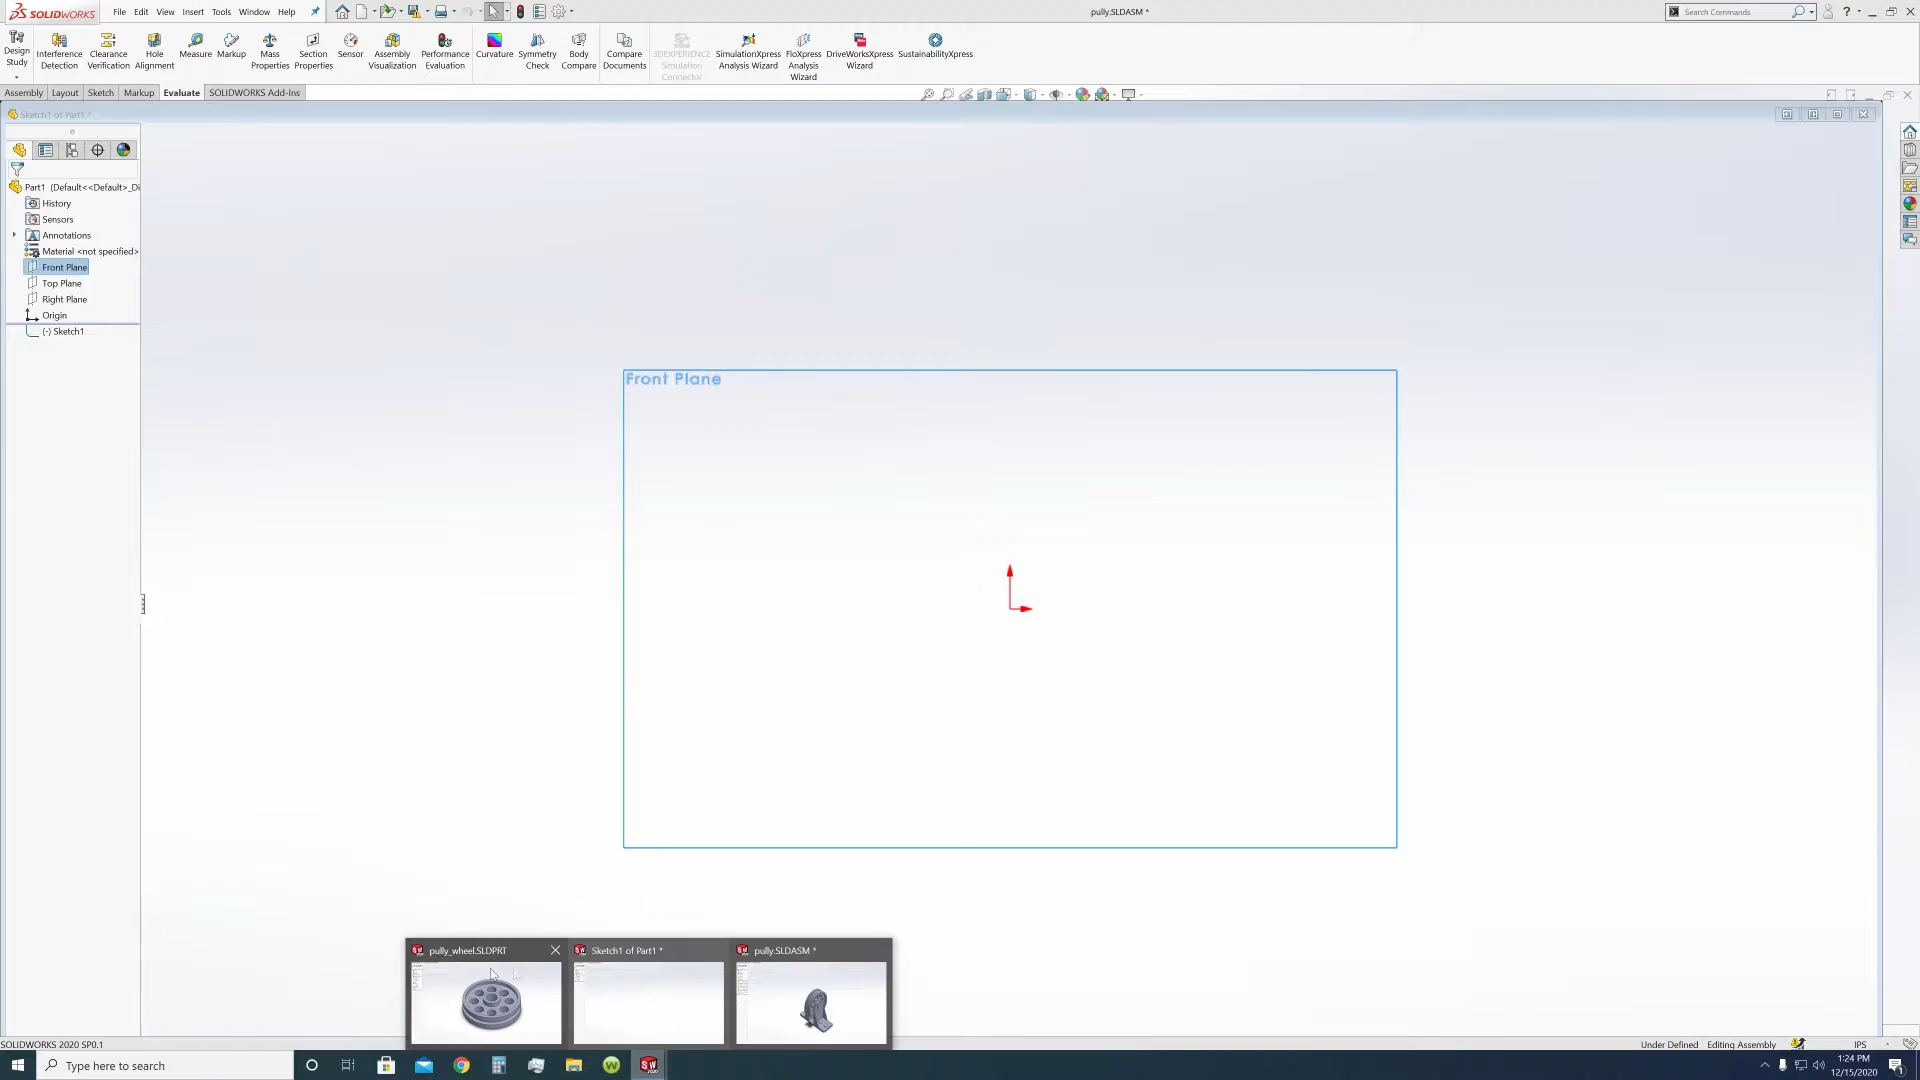 SOLIDWORKS
File Edit View Insert Tools Window Help
pully.SLDASM *
Search Commands
Design Study
Interference Detection
Clearance Verification
Hole Alignment
Measure
Markup
Mass Properties
Section Properties
Sensor
Assembly Visualization
Performance Evaluation
Curvature
Symmetry Check
Body Compare
Compare Documents
3DEXPERIENCE Simulation Connector
SimulationXpress Analysis Wizard
FloXpress Analysis Wizard
DriveWorksXpress Wizard
SustainabilityXpress
Assembly Layout Sketch Markup Evaluate SOLIDWORKS Add-Ins
Sketch1 of Part1 *
Part1 (Default<<Default>_Di
History
Sensors
Annotations
Material <not specified>
Front Plane
Top Plane
Right Plane
Origin
(-) Sketch1
Front Plane
pully_wheel.SLDPRT
Sketch1 of Part1 *
pully.SLDASM *
SOLIDWORKS 2020 SP0.1
Under Defined Editing Assembly IPS
Type here to search
1:24 PM
12/15/2020